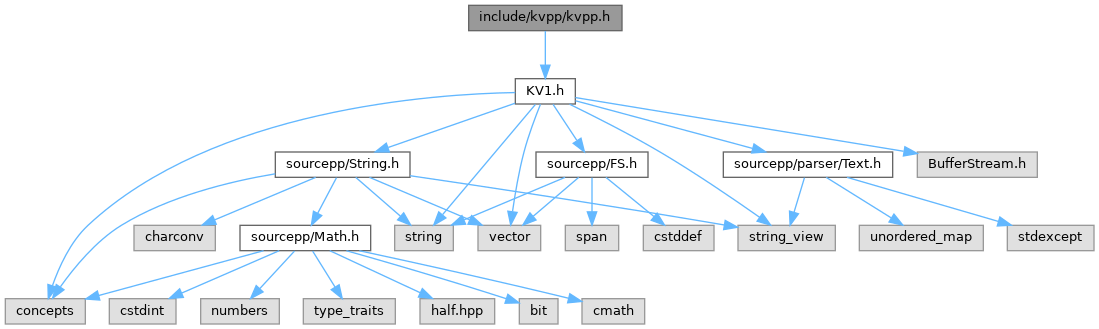 include/kvpp/kvpp.h
KV1.h
sourcepp/String.h
sourcepp/FS.h
sourcepp/parser/Text.h
BufferStream.h
charconv
sourcepp/Math.h
string
vector
span
cstddef
string_view
unordered_map
stdexcept
concepts
cstdint
numbers
type_traits
half.hpp
bit
cmath